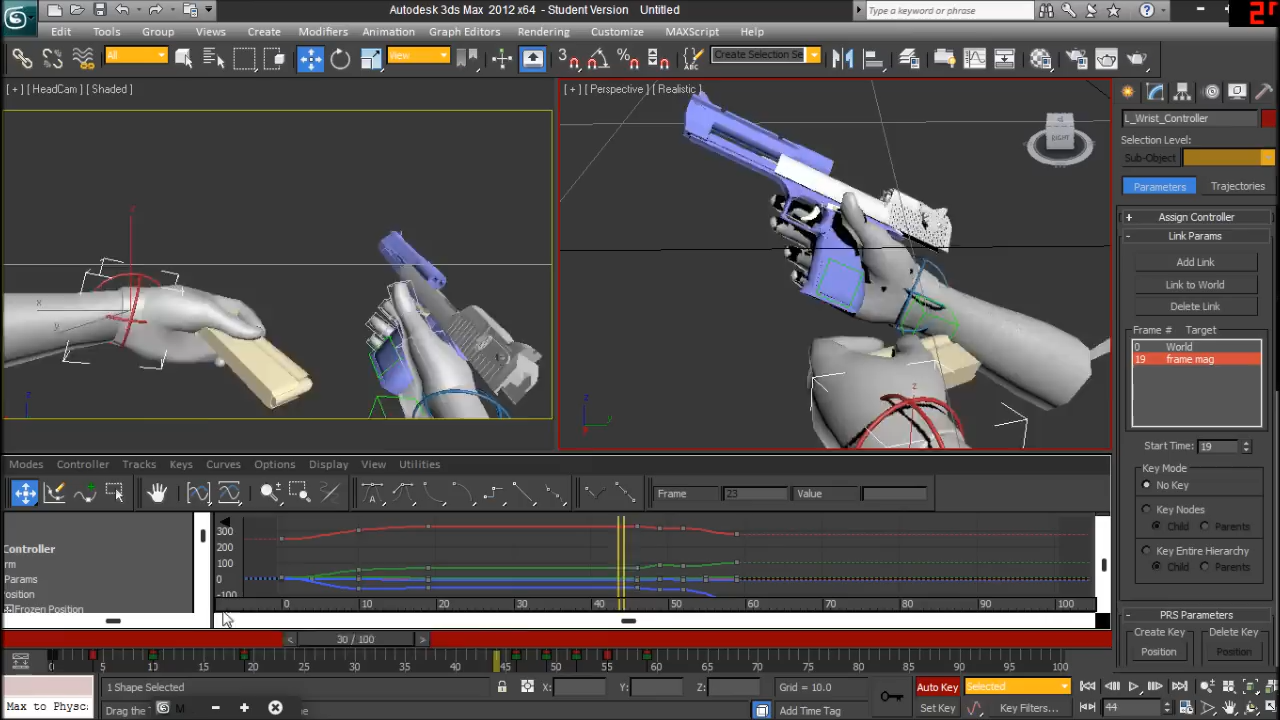 Autodesk 3ds Max 2012 x64 - Student Version Untitled
Type a keyword or phrase
Edit Tools Group Views Create Modifiers Animation Graph Editors Rendering Customize MAXScript Help
All View Create Selection Se
[ + ] [ HeadCam ] [ Shaded ]
[ + ] [ Perspective ] [ Realistic ]
RIGHT
L_Wrist_Controller
Selection Level:
Sub-Object
Parameters Trajectories
+ Assign Controller
- Link Params
Add Link
Link to World
Delete Link
Frame # Target
0 World
19 frame mag
Start Time: 19
Key Mode
No Key
Key Nodes
Child Parents
Key Entire Hierarchy
Child Parents
- PRS Parameters
Create Key Delete Key
Position Position
x
y
z
Modes Controller Tracks Keys Curves Options Display View Utilities
Frame 23 Value
Controller
rm
Params
osition
Frozen Position
300
200
100
0
-100
0 10 20 30 40 50 60 70 80 90 100
< 30 / 100 >
0 5 10 15 20 25 30 35 40 45 50 55 60 65 70 75 80 85 90 95 100
1 Shape Selected
X: Y: Z:
Grid = 10.0
Auto Key Selected
Max to Physc
Drag the
M
Add Time Tag
Set Key Key Filters...
44